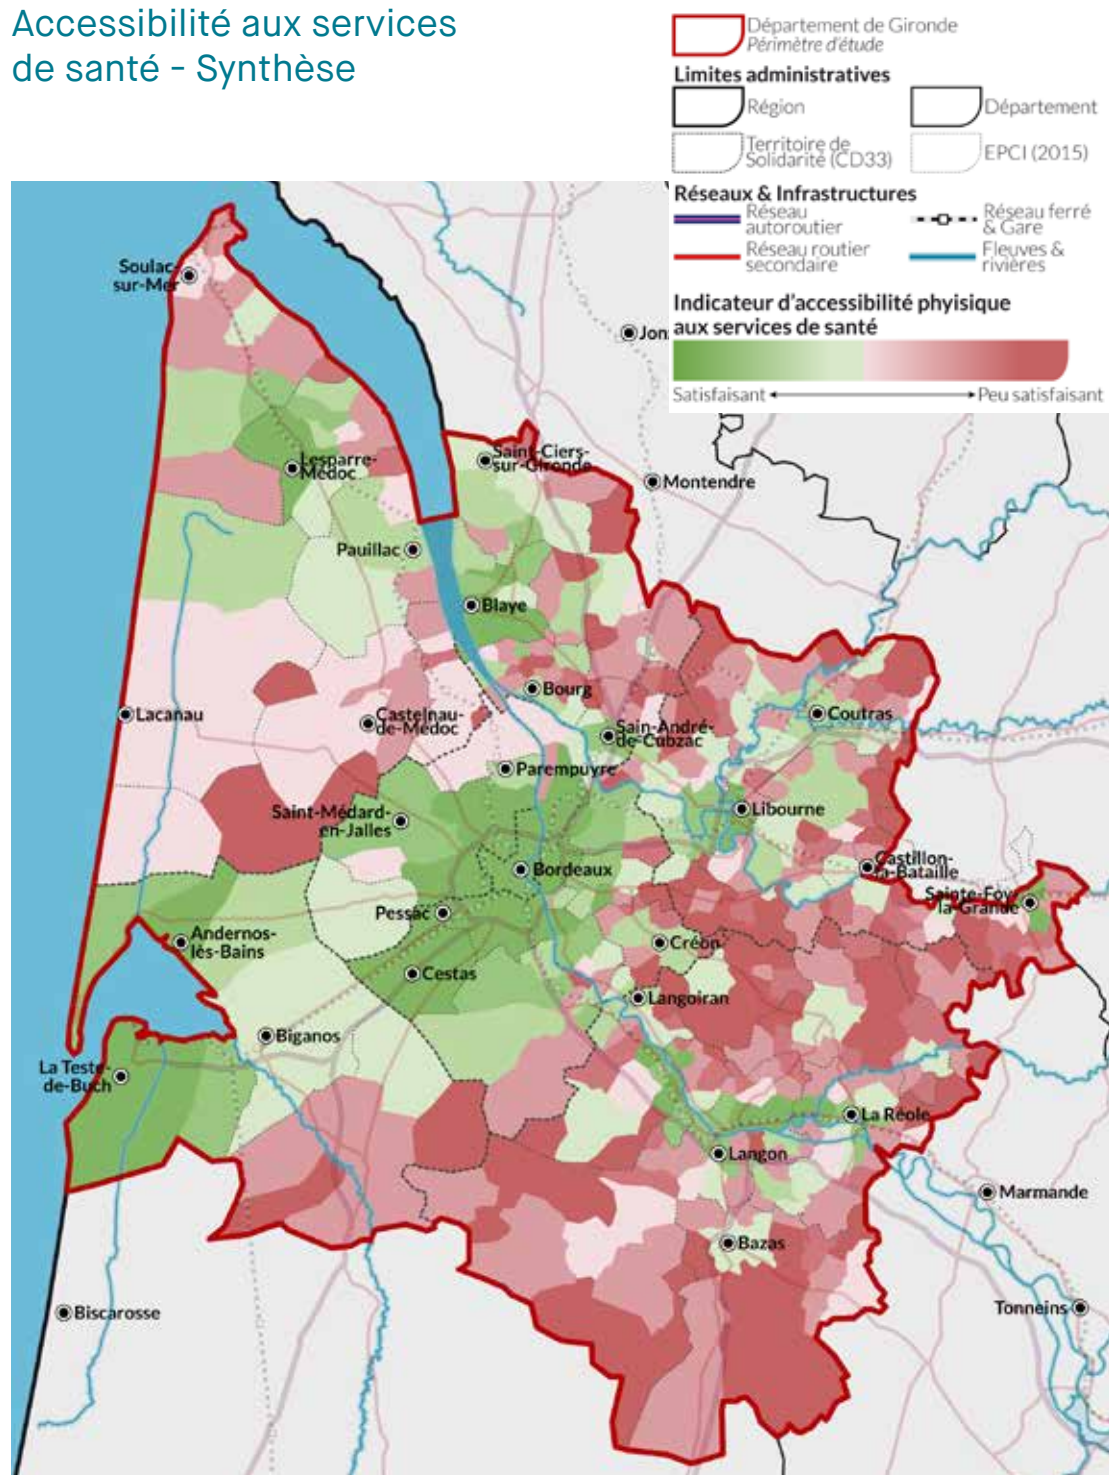 Accessibilité aux services
de santé - Synthèse
Département de Gironde
Périmètre d'étude
Limites administratives
Région
Département
Territoire de
Solidarité (CD33)
EPCI (2015)
Réseaux & Infrastructures
Réseau
autoroutier
Réseau ferré
& Gare
Réseau routier
secondaire
Fleuves &
rivières
Indicateur d'accessibilité phyisique
aux services de santé
Satisfaisant
Peu satisfaisant
Soulac-
sur-Mer
Jonz
Saint-Ciers-
sur-Gironde
Lesparre-
Médoc
Montendre
Pauillac
Blaye
Bourg
Lacanau
Castelnau-
de-Médoc
Sain-André-
de-Cubzac
Coutras
Parempuyre
Saint-Médard-
en-Jalles
Libourne
Bordeaux
Castillon-
la-Bataille
Sainte-Foy-
la-Grande
Pessac
Andernos-
lès-Bains
Créon
Cestas
Langoiran
Biganos
La Teste-
de-Buch
La Réole
Langon
Marmande
Bazas
Biscarosse
Tonneins